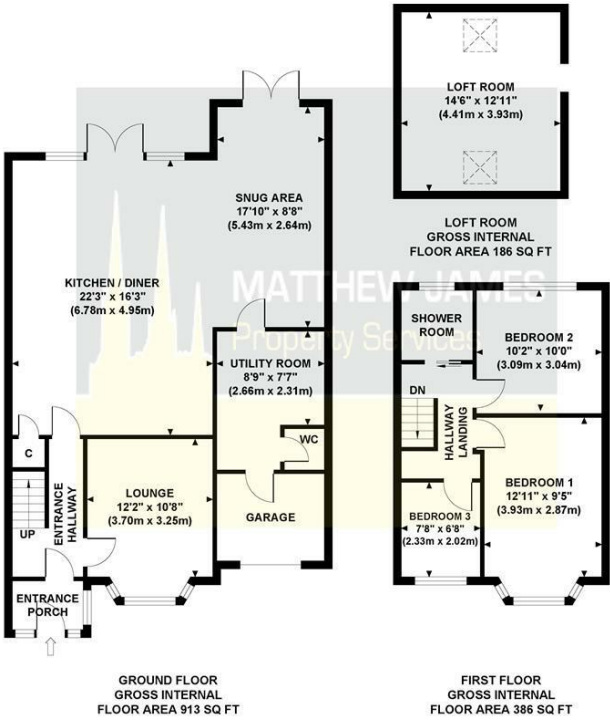 LOFT ROOM
14'6" x 12'11"
(4.41m x 3.93m)
LOFT ROOM
GROSS INTERNAL
FLOOR AREA 186 SQ FT
SNUG AREA
17'10" x 8'8"
(5.43m x 2.64m)
KITCHEN / DINER
22'3" x 16'3"
(6.78m x 4.95m)
MATTHEW JAMES
Property Services
UTILITY ROOM
8'9" x 7'7"
(2.66m x 2.31m)
WC
C
UP
ENTRANCE
HALLWAY
LOUNGE
12'2" x 10'8"
(3.70m x 3.25m)
GARAGE
ENTRANCE
PORCH
SHOWER
ROOM
BEDROOM 2
10'2" x 10'0"
(3.09m x 3.04m)
DN
HALLWAY
LANDING
BEDROOM 1
12'11" x 9'5"
(3.93m x 2.87m)
BEDROOM 3
7'8" x 6'8"
(2.33m x 2.02m)
GROUND FLOOR
GROSS INTERNAL
FLOOR AREA 913 SQ FT
FIRST FLOOR
GROSS INTERNAL
FLOOR AREA 386 SQ FT